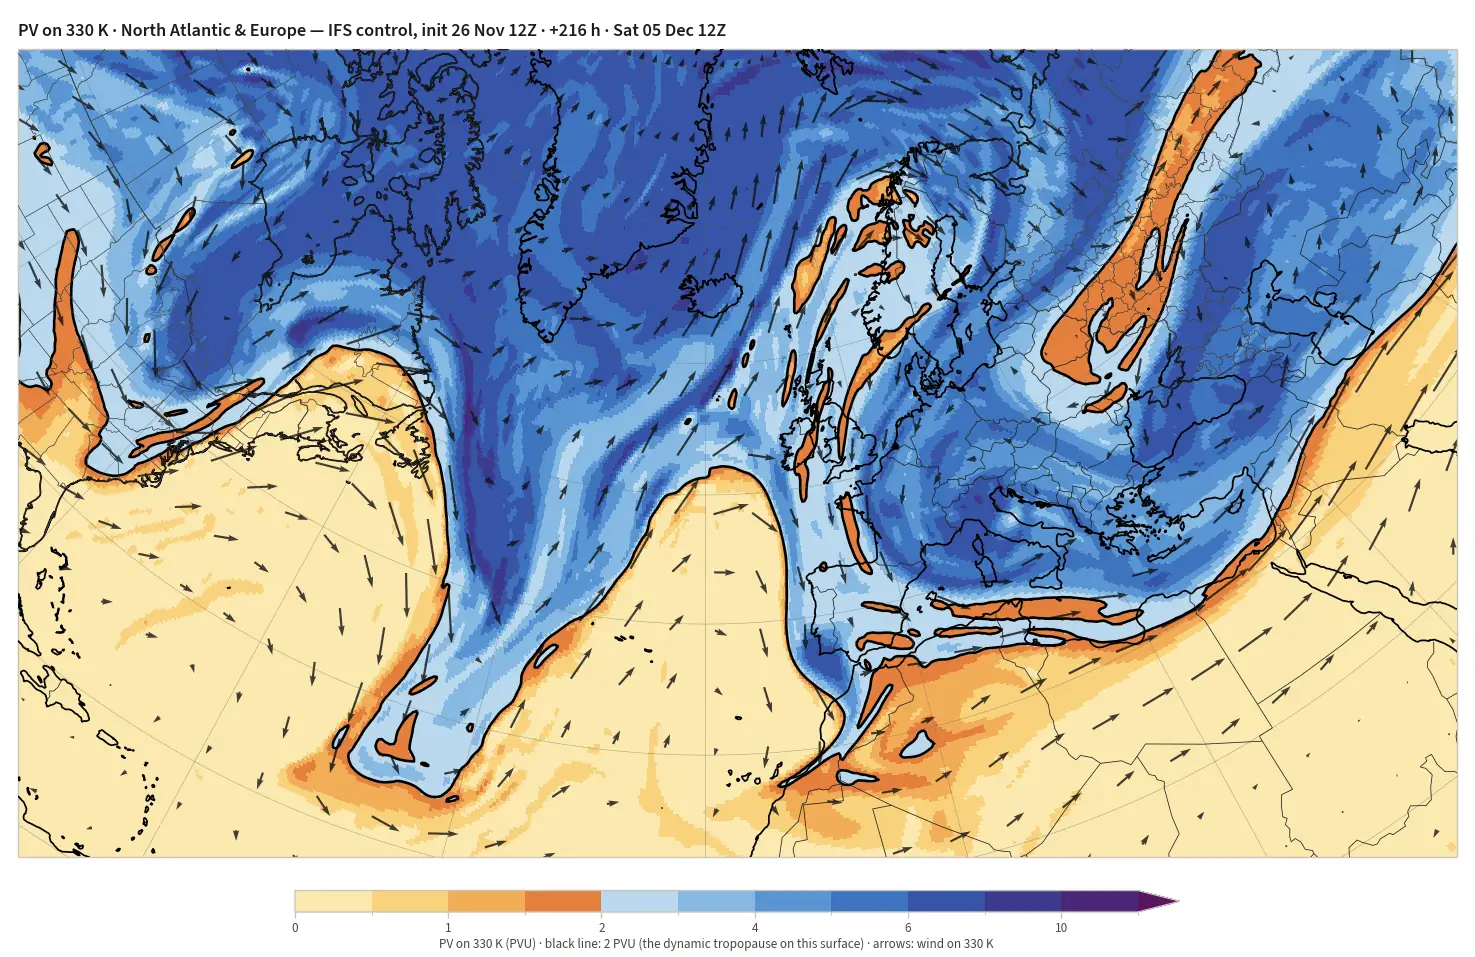 PV on 330 K · North Atlantic & Europe — IFS control, init 26 Nov 12Z · +216 h · Sat 05 Dec 12Z
0 1 2 4 6 10
PV on 330 K (PVU) · black line: 2 PVU (the dynamic tropopause on this surface) · arrows: wind on 330 K